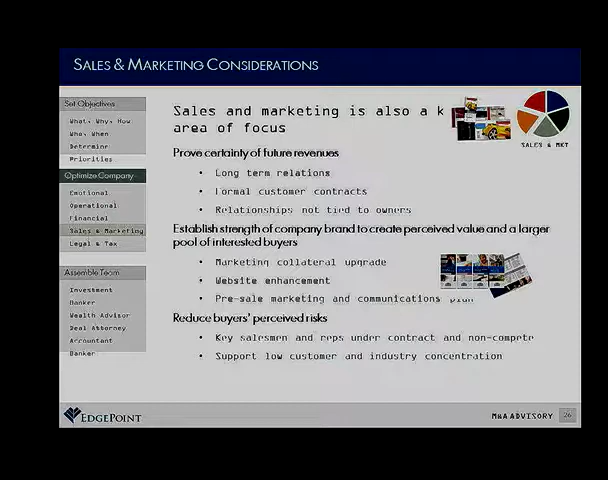 SALES & MARKETING CONSIDERATIONS
Set Objectives
What, Why, How
Who, When
Determine
Priorities
Optimize Company
Emotional
Operational
Financial
Sales & Marketing
Legal & Tax
Assemble Team
Investment
Banker
Wealth Advisor
Deal Attorney
Accountant
Banker
Sales and marketing is also a k
area of focus
SALES & MKT
Prove certainty of future revenues
• Long term relations
• Formal customer contracts
• Relationships not tied to owners
Establish strength of company brand to create perceived value and a larger
pool of interested buyers
• Marketing collateral upgrade
• Website enhancement
• Pre-sale marketing and communications plan
Reduce buyers' perceived risks
• Key salesmen and reps under contract and non-compete
• Support low customer and industry concentration
EDGEPOINT
M&A ADVISORY 26